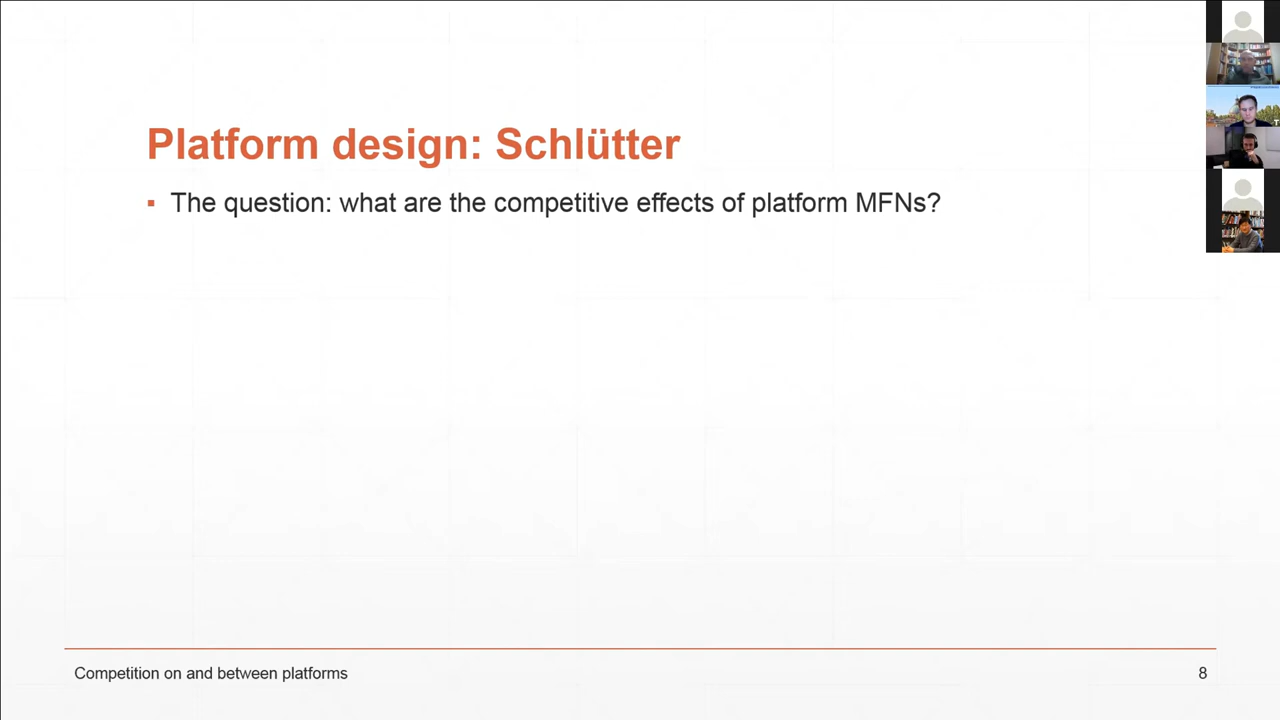 Platform design: Schlütter
▪ The question: what are the competitive effects of platform MFNs?
Competition on and between platforms
8